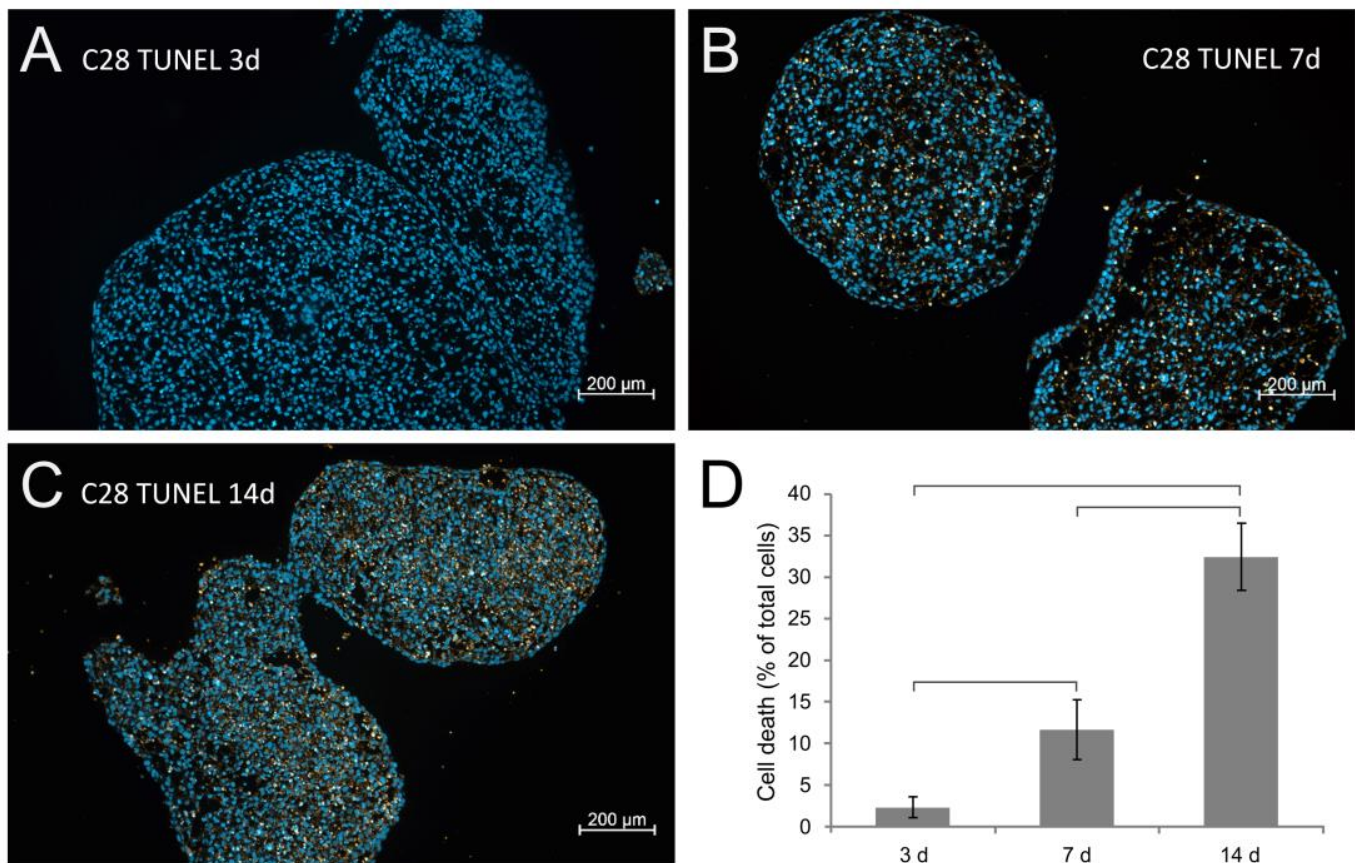 A C28 TUNEL 3d
200 µm
B C28 TUNEL 7d
200 µm
C C28 TUNEL 14d
200 µm
D
Cell death (% of total cells)
40
35
30
25
20
15
10
5
0
3 d 7 d 14 d